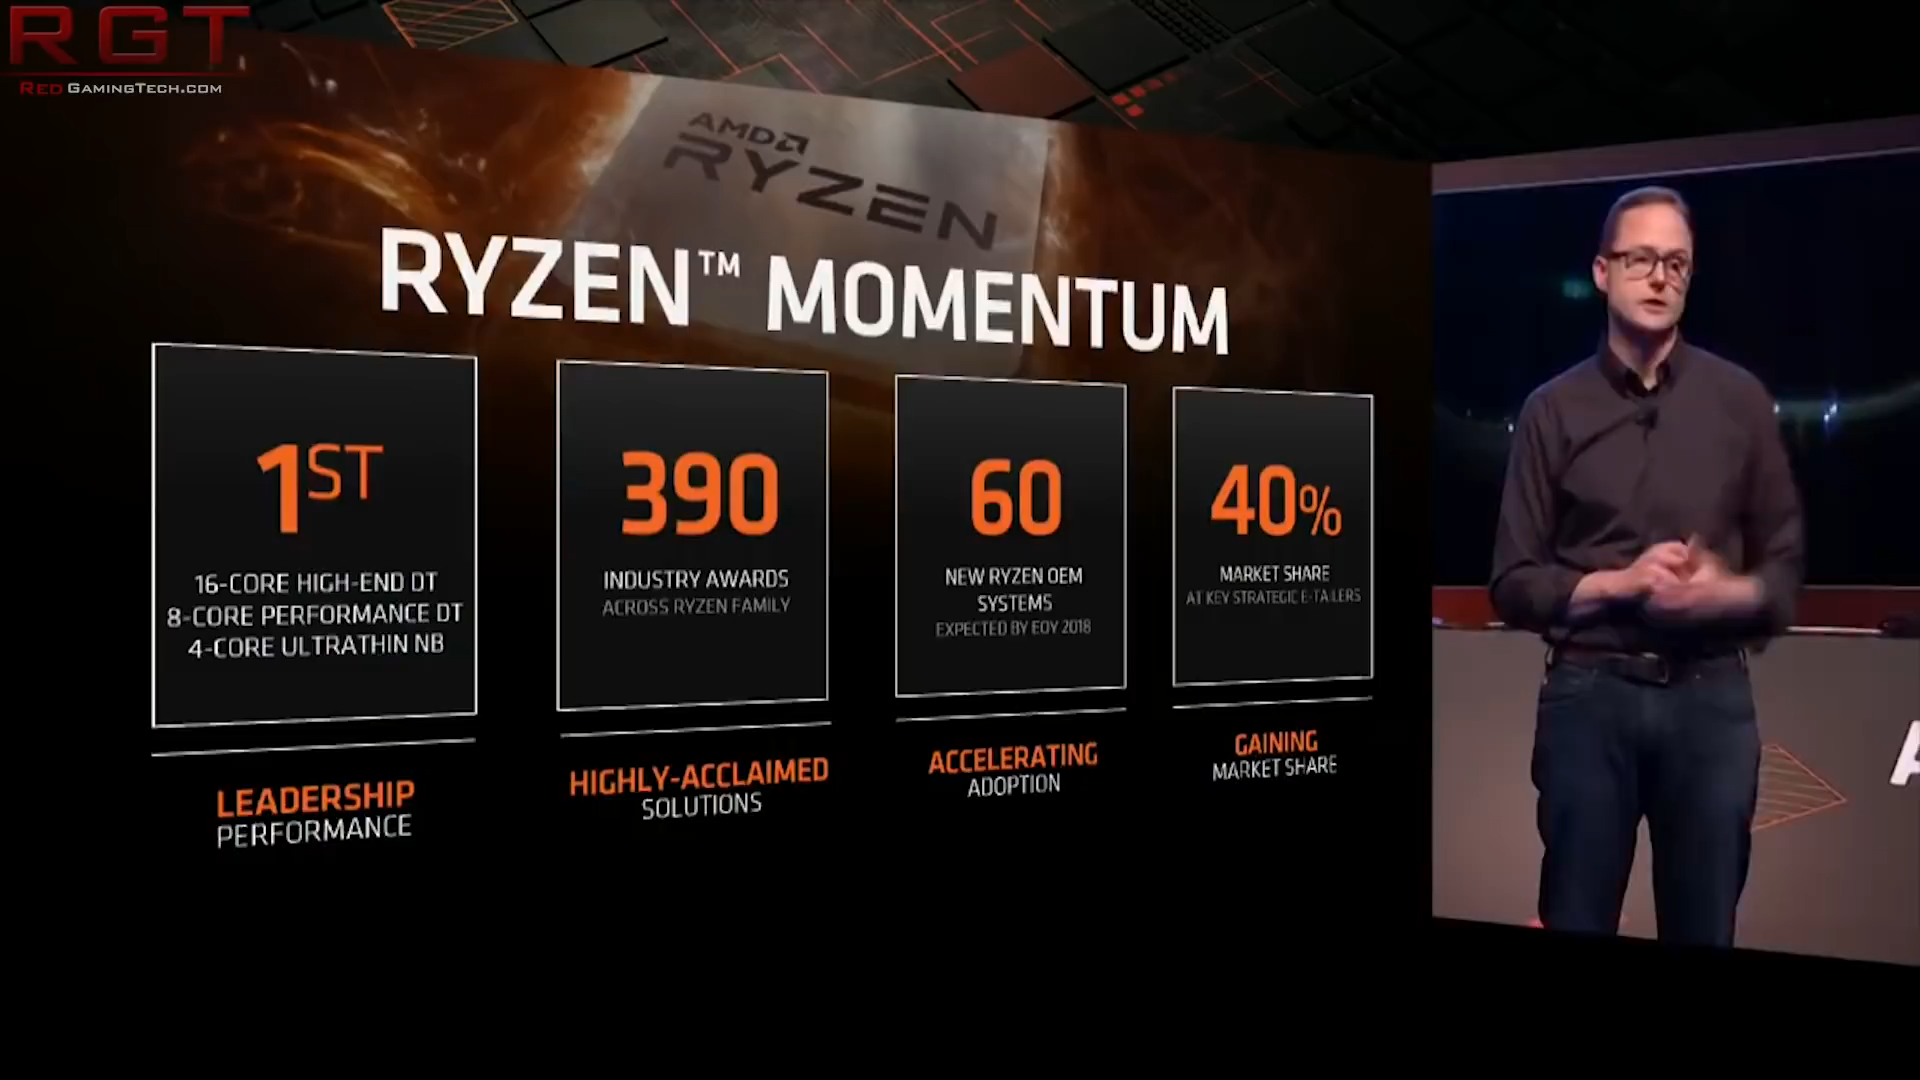 RGT
RedGamingTech.com
AMD
RYZEN
RYZEN™ MOMENTUM
1ST
16-CORE HIGH-END DT
8-CORE PERFORMANCE DT
4-CORE ULTRATHIN NB
LEADERSHIP
PERFORMANCE
390
INDUSTRY AWARDS
ACROSS RYZEN FAMILY
HIGHLY-ACCLAIMED
SOLUTIONS
60
NEW RYZEN OEM
SYSTEMS
EXPECTED BY EOY 2018
ACCELERATING
ADOPTION
40%
MARKET SHARE
AT KEY STRATEGIC E-TAILERS
GAINING
MARKET SHARE
A